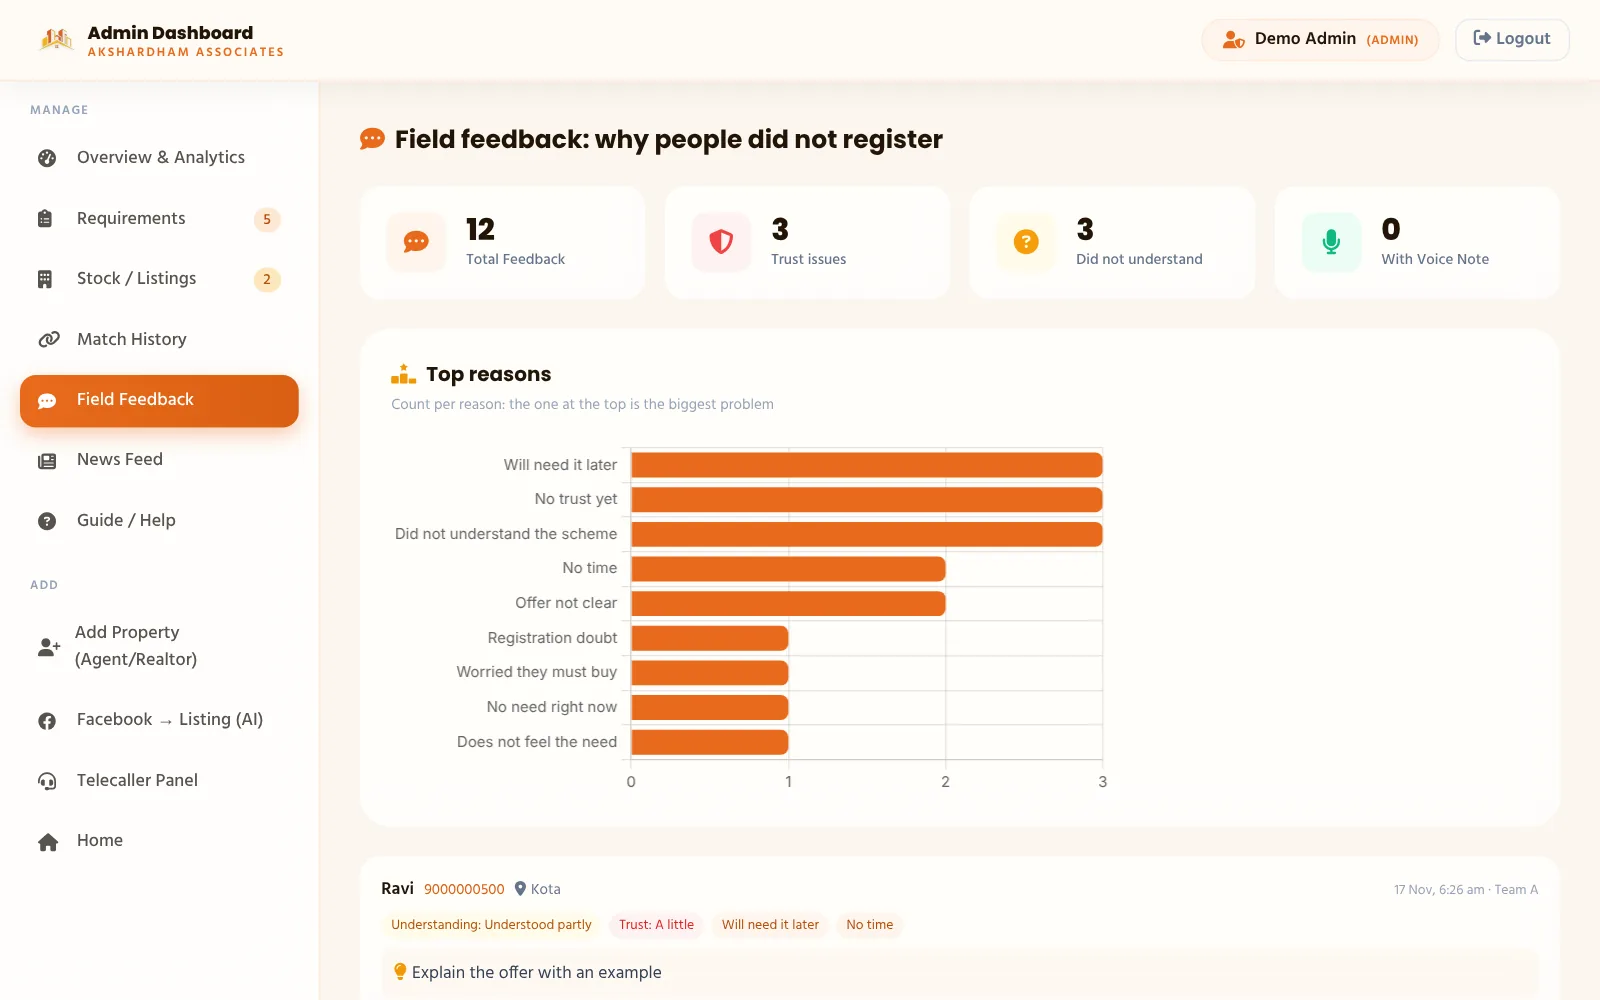 Admin Dashboard
AKSHARDHAM ASSOCIATES
Demo Admin (ADMIN)
Logout
MANAGE
Overview & Analytics
Requirements 5
Stock / Listings 2
Match History
Field Feedback
News Feed
Guide / Help
ADD
Add Property
(Agent/Realtor)
Facebook → Listing (AI)
Telecaller Panel
Home
Field feedback: why people did not register
12
Total Feedback
3
Trust issues
3
Did not understand
0
With Voice Note
Top reasons
Count per reason: the one at the top is the biggest problem
Will need it later
No trust yet
Did not understand the scheme
No time
Offer not clear
Registration doubt
Worried they must buy
No need right now
Does not feel the need
0 1 2 3
Ravi 9000000500 Kota
17 Nov, 6:26 am · Team A
Understanding: Understood partly Trust: A little Will need it later No time
Explain the offer with an example